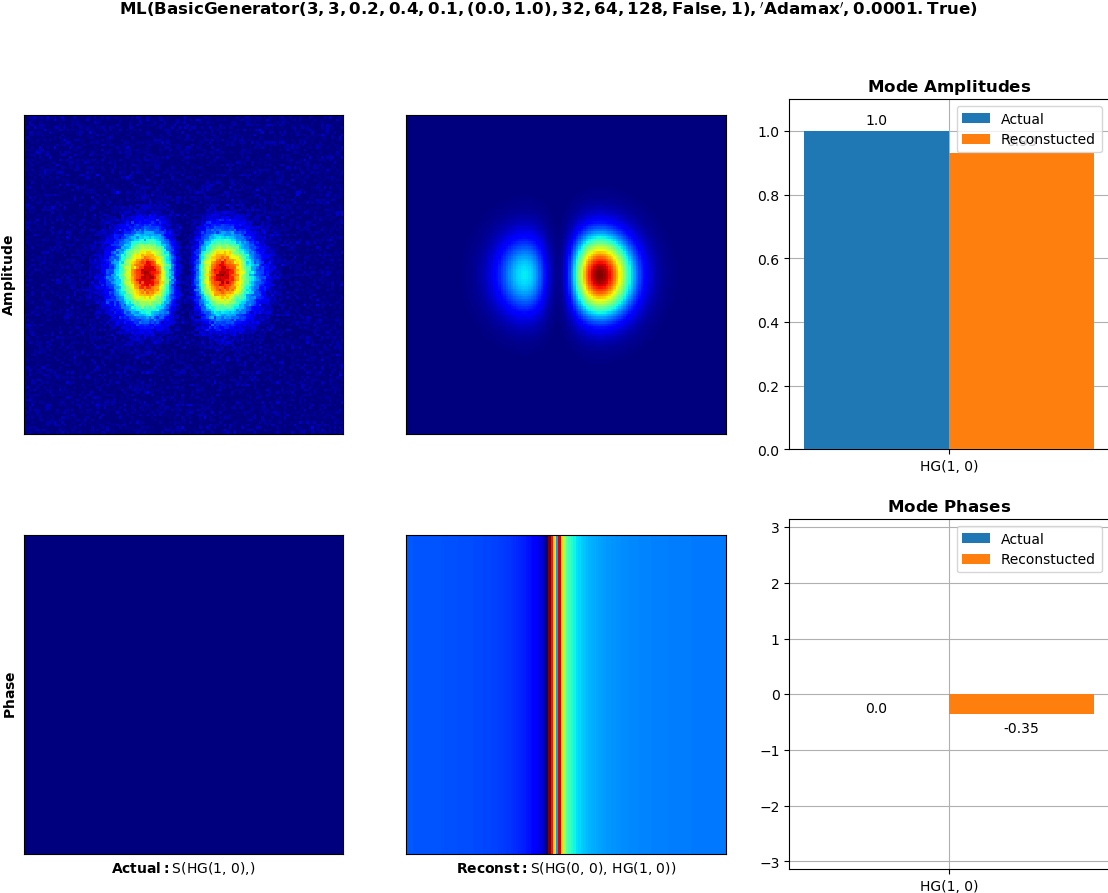 ML(BasicGenerator(3, 3, 0.2, 0.4, 0.1, (0.0, 1.0), 32, 64, 128, False, 1), ′Adamax′, 0.0001. True)
Mode Amplitudes
Amplitude
1.0
Actual
Reconstucted
1.0
0.8
0.6
0.4
0.2
0.0
HG(1, 0)
Mode Phases
Phase
Actual
Reconstucted
3
2
1
0
−1
−2
−3
0.0
-0.35
HG(1, 0)
Actual: S(HG(1, 0),)
Reconst: S(HG(0, 0), HG(1, 0))